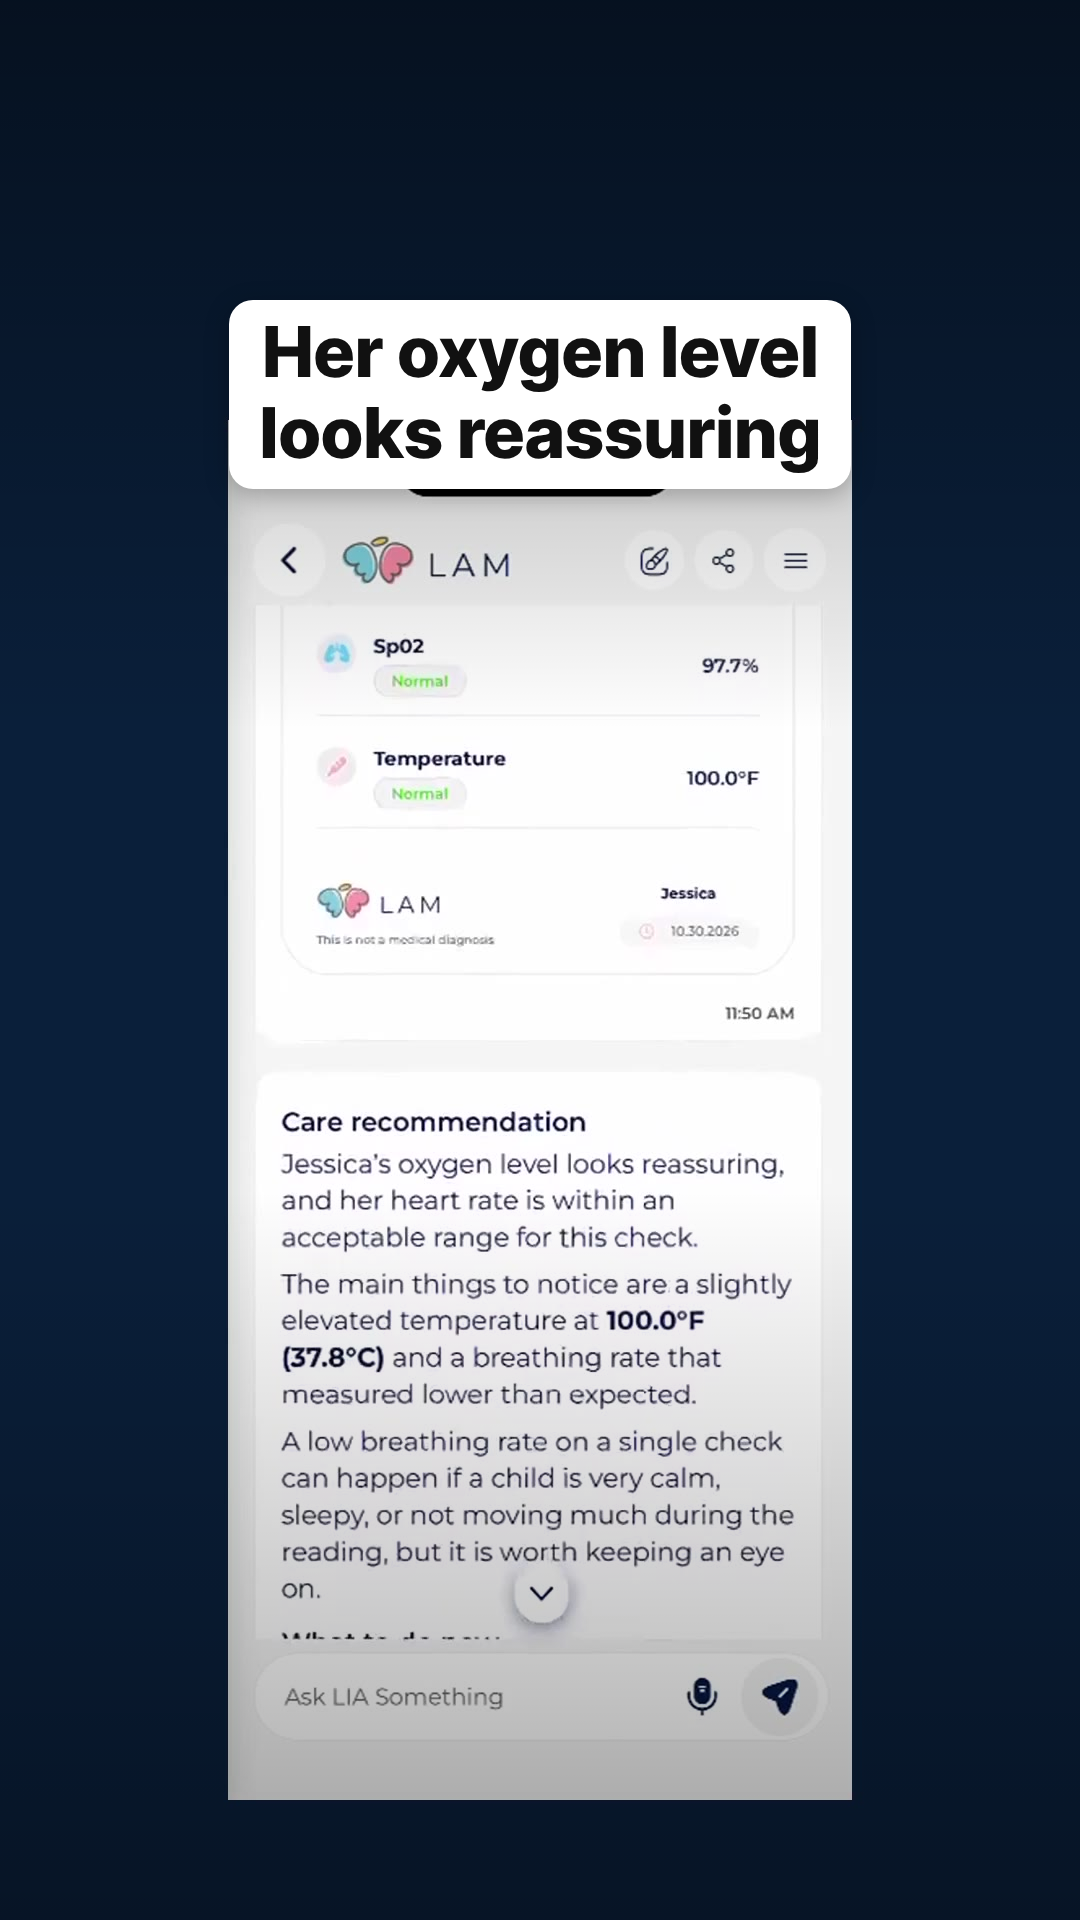 Her oxygen level
looks reassuring
LAM
Sp02
Normal
97.7%
Temperature
Normal
100.0°F
LAM
This is not a medical diagnosis
Jessica
10.30.2026
11:50 AM
Care recommendation
Jessica's oxygen level looks reassuring,
and her heart rate is within an
acceptable range for this check.
The main things to notice are a slightly
elevated temperature at 100.0°F
(37.8°C) and a breathing rate that
measured lower than expected.
A low breathing rate on a single check
can happen if a child is very calm,
sleepy, or not moving much during the
reading, but it is worth keeping an eye
on.
What to do now
Ask LIA Something